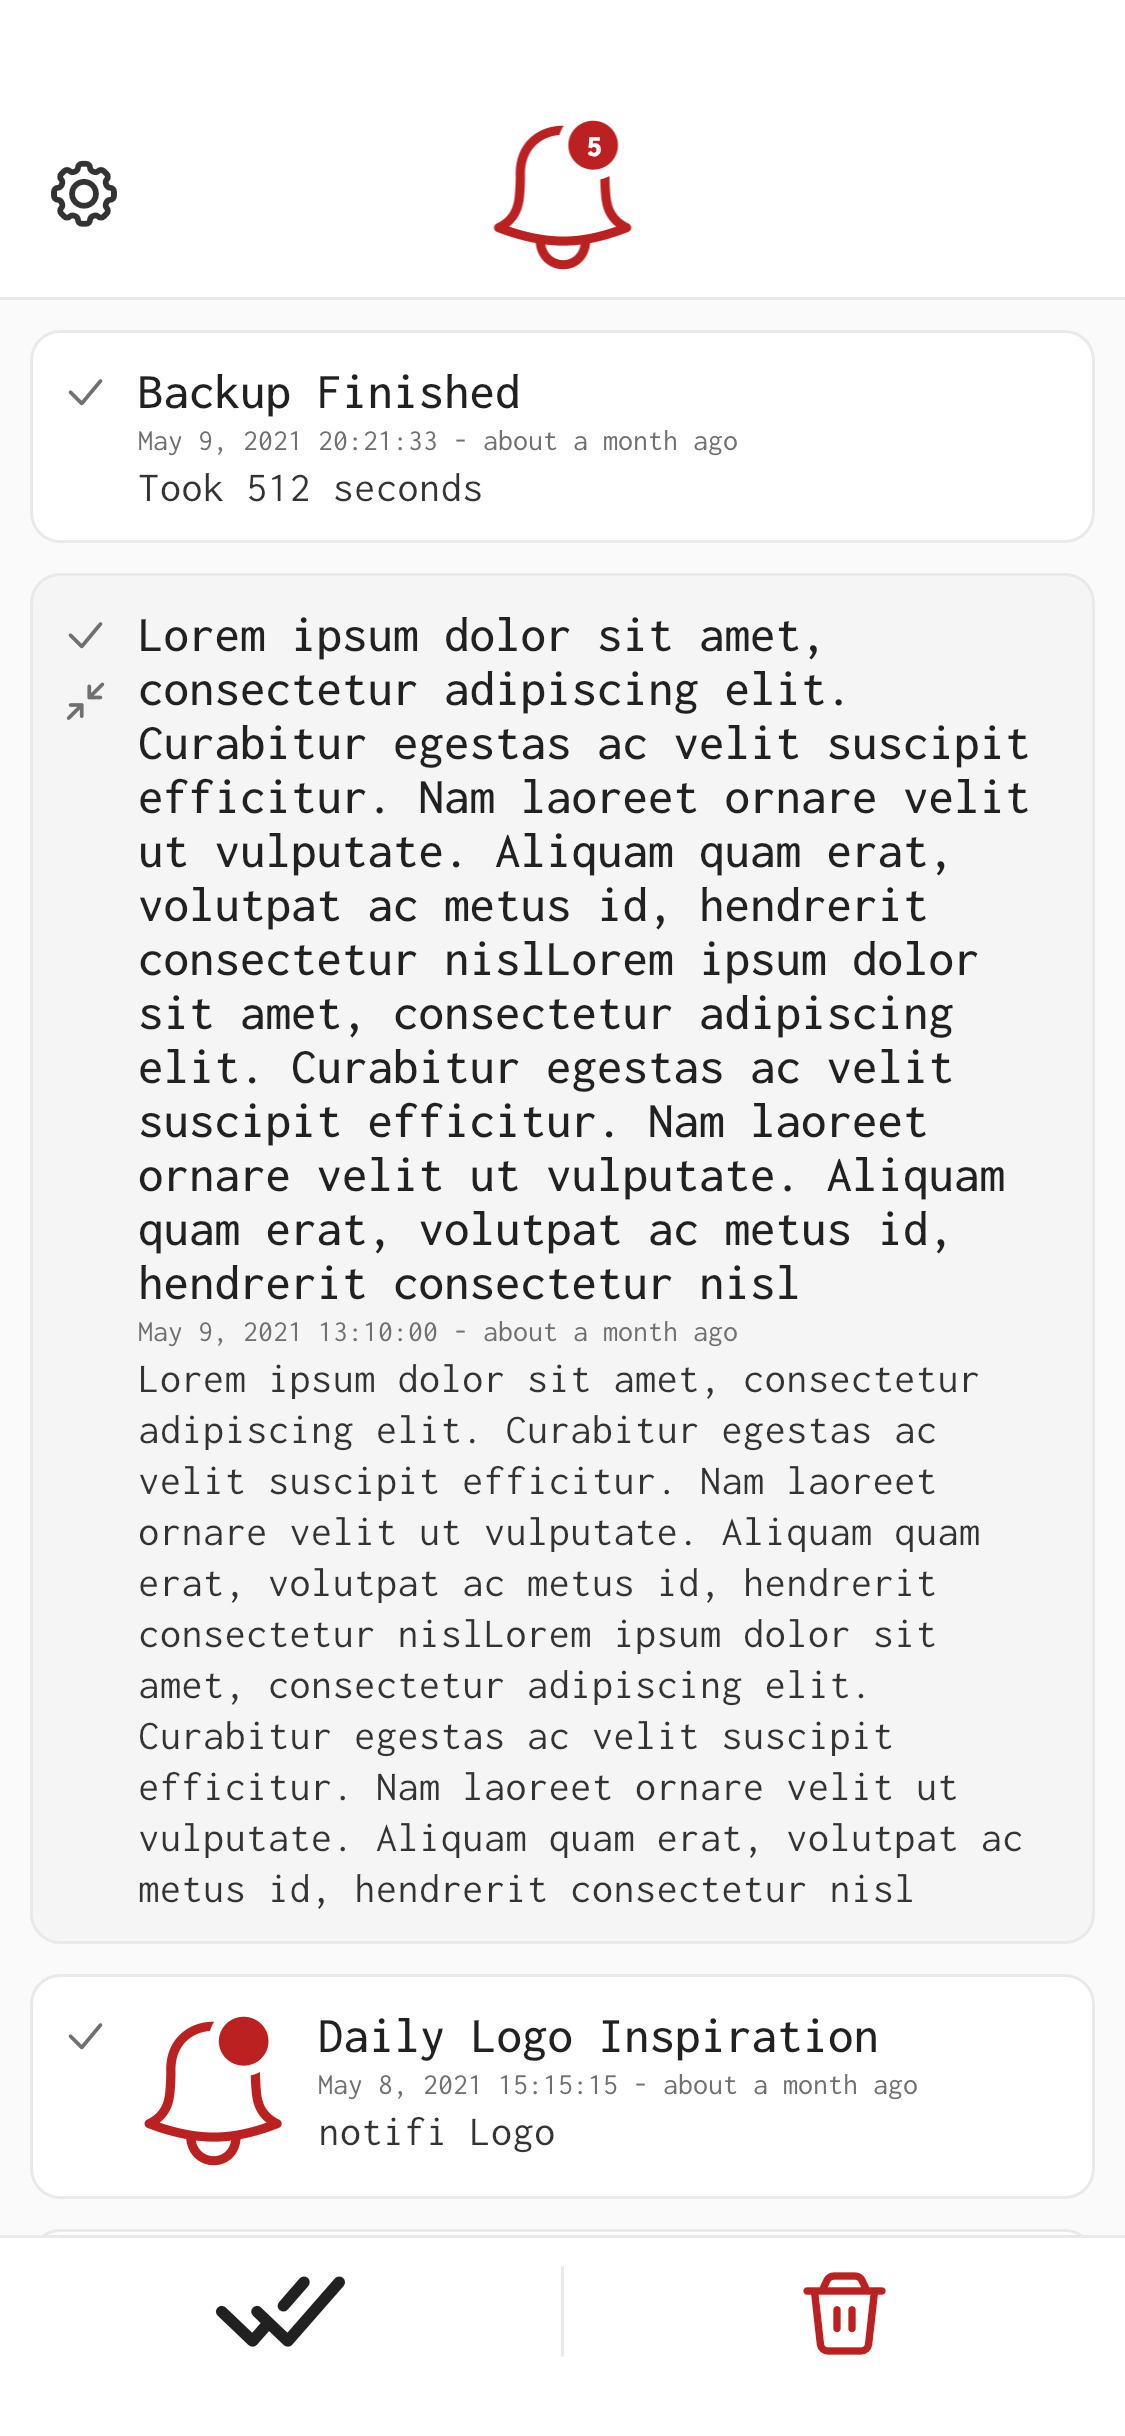 5
Backup Finished
May 9, 2021 20:21:33 - about a month ago
Took 512 seconds
Lorem ipsum dolor sit amet,
consectetur adipiscing elit.
Curabitur egestas ac velit suscipit
efficitur. Nam laoreet ornare velit
ut vulputate. Aliquam quam erat,
volutpat ac metus id, hendrerit
consectetur nislLorem ipsum dolor
sit amet, consectetur adipiscing
elit. Curabitur egestas ac velit
suscipit efficitur. Nam laoreet
ornare velit ut vulputate. Aliquam
quam erat, volutpat ac metus id,
hendrerit consectetur nisl
May 9, 2021 13:10:00 - about a month ago
Lorem ipsum dolor sit amet, consectetur
adipiscing elit. Curabitur egestas ac
velit suscipit efficitur. Nam laoreet
ornare velit ut vulputate. Aliquam quam
erat, volutpat ac metus id, hendrerit
consectetur nislLorem ipsum dolor sit
amet, consectetur adipiscing elit.
Curabitur egestas ac velit suscipit
efficitur. Nam laoreet ornare velit ut
vulputate. Aliquam quam erat, volutpat ac
metus id, hendrerit consectetur nisl
Daily Logo Inspiration
May 8, 2021 15:15:15 - about a month ago
notifi Logo